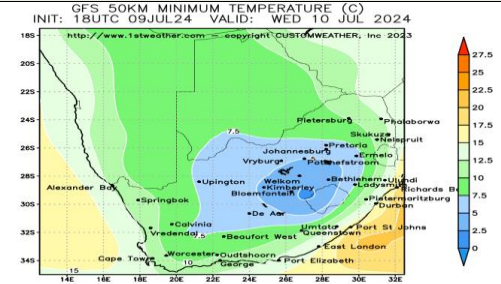 GFS 50KM MINIMUM TEMPERATURE (C)
INIT: 18UTC 09JUL24 VALID: WED 10 JUL 2024
http://www.1stweather.com — copyright CUSTOMWEATHER, Inc 2023
18S
20S
22S
24S
26S
28S
30S
32S
34S
14E 16E 18E 20E 22E 24E 26E 28E 30E 32E
27.5
25
22.5
20
17.5
15
12.5
10
7.5
5
2.5
0
Pietersburg
Phalaborwa
Skukuza
Nelspruit
7.5
Pretoria
Johannesburg
Ermelo
Vryburg
Potchefstroom
Upington
Welkom
Bethlehem
Ulundi
Alexander Bay
Kimberley
Ladysmith
Richards Ba
Bloemfontein
Springbok
Pietermaritzburg
Durban
De Aar
Calvinia
Umtata
Port St Johns
Vredendal
7.5
Beaufort West
Queenstown
East London
Cape Town
Worcester
Oudtshoorn
10
George
Port Elizabeth
15